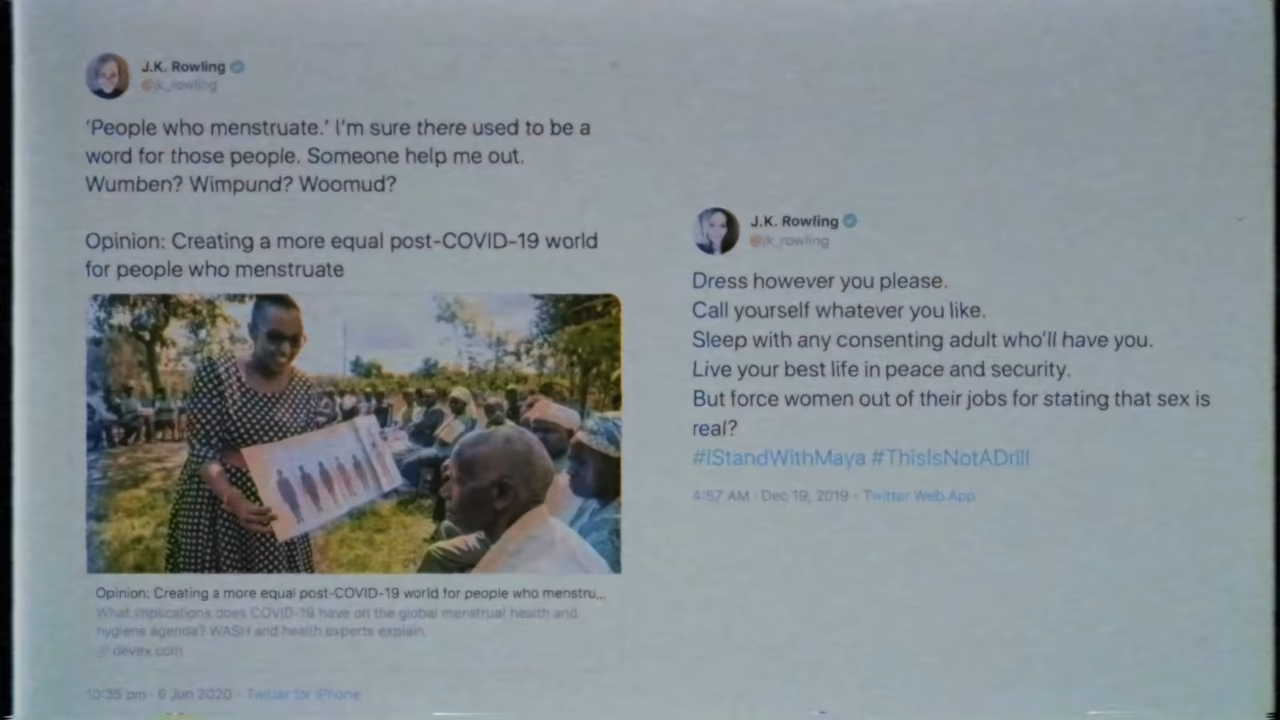 J.K. Rowling
@jk_rowling
'People who menstruate.' I'm sure there used to be a
word for those people. Someone help me out.
Wumben? Wimpund? Woomud?
Opinion: Creating a more equal post-COVID-19 world
for people who menstruate
Opinion: Creating a more equal post-COVID-19 world for people who menstru...
What implications does COVID-19 have on the global menstrual health and
hygiene agenda? WASH and health experts explain.
devex.com
10:35 pm · 6 Jun 2020 · Twitter for iPhone
J.K. Rowling
@jk_rowling
Dress however you please.
Call yourself whatever you like.
Sleep with any consenting adult who'll have you.
Live your best life in peace and security.
But force women out of their jobs for stating that sex is
real?
#IStandWithMaya #ThisIsNotADrill
4:57 AM · Dec 19, 2019 · Twitter Web App